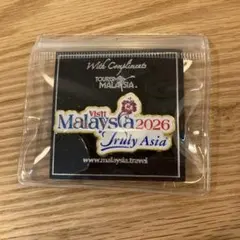 With Compliments
TOURISM
MALAYSIA
Visit
Malaysia 2026
Truly Asia
www.malaysia.travel